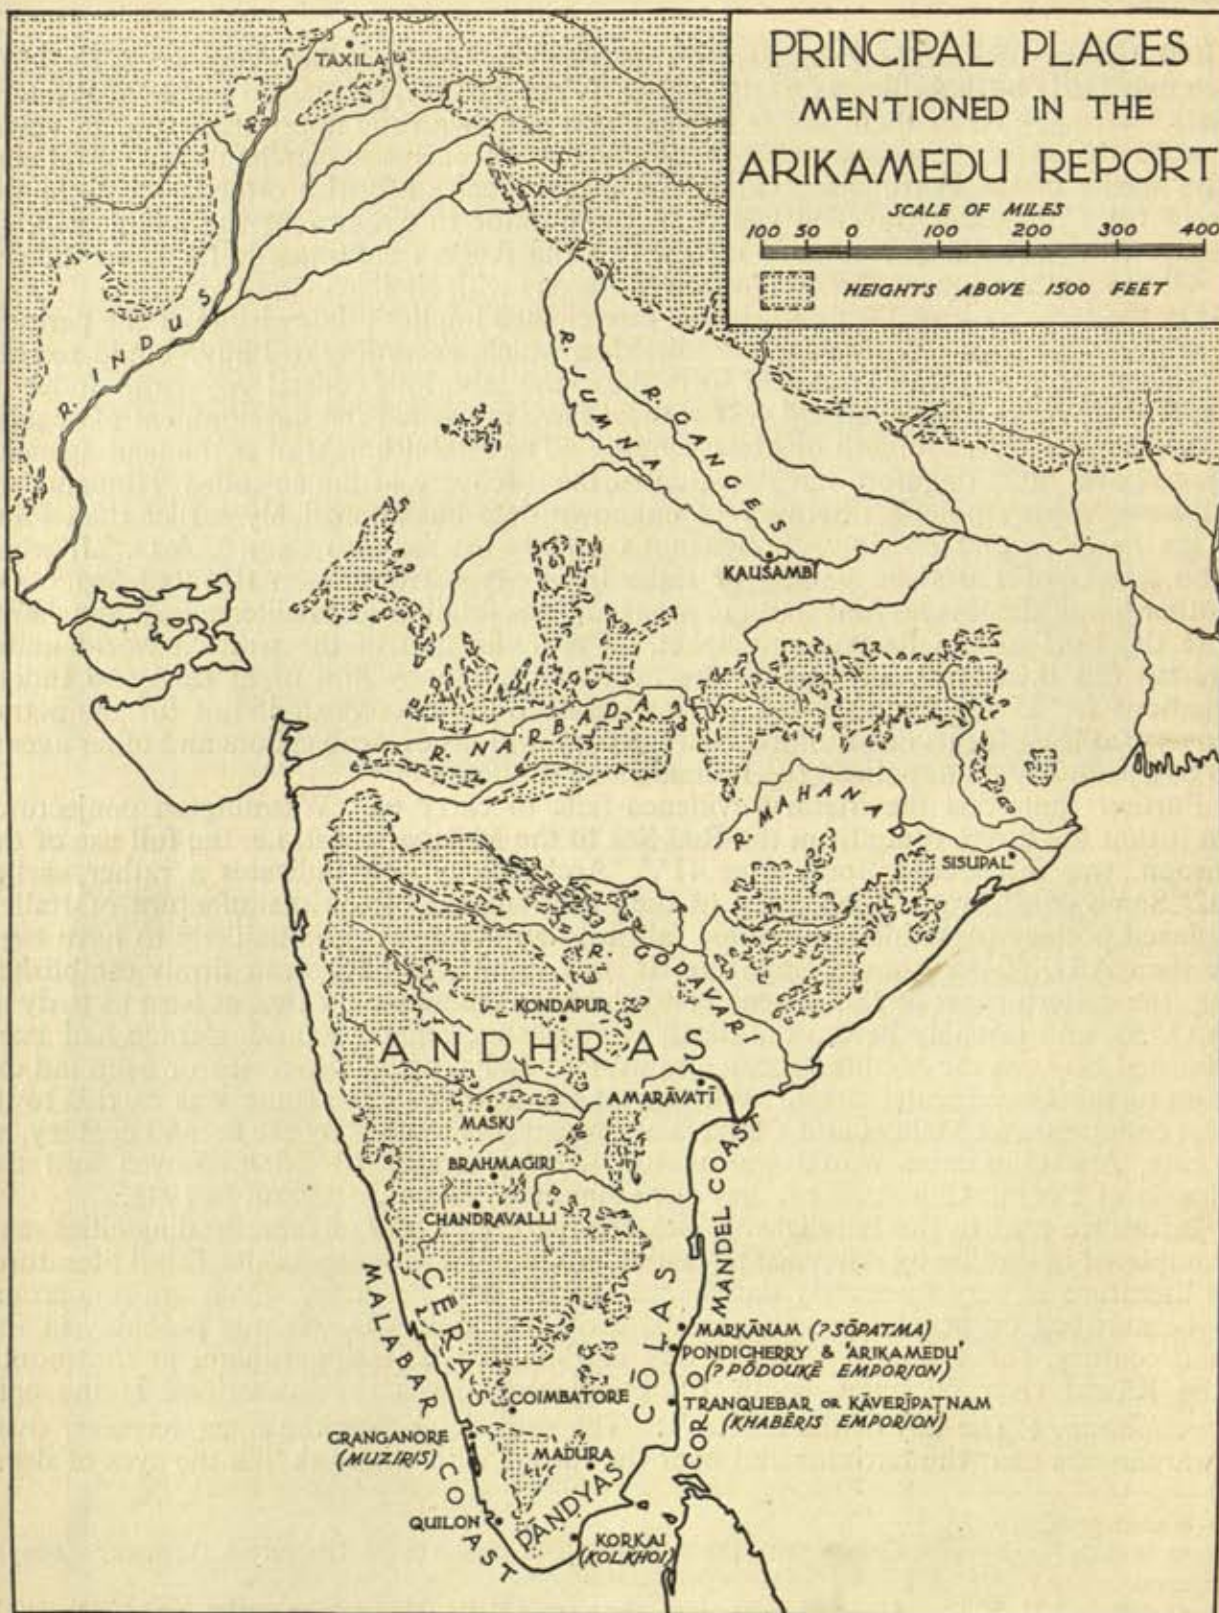 PRINCIPAL PLACES
MENTIONED IN THE
ARIKAMEDU REPORT
SCALE OF MILES
100 50 0 100 200 300 400
HEIGHTS ABOVE 1500 FEET
TAXILA
R. INDUS
R. JUMNA
R. GANGES
KAUSAMBI
R. NARBADA
R. MAHANADI
SISUPAL
R. GODAVARI
KONDAPUR
ANDHRAS
AMARĀVATĪ
MASKI
BRAHMAGIRI
CHANDRAVALLI
MALABAR COAST
CĒRAS
CŌLAS
COROMANDEL COAST
MARKĀNAM (? SŌPATMA)
PONDICHERRY & 'ARIKAMEDU'
(? PŌDOUKĒ EMPORION)
COIMBATORE
TRANQUEBAR OR KĀVERĪPATNAM
(KHABĒRIS EMPORION)
CRANGANORE
(MUZIRIS)
MADURA
PĀNDYAS
QUILON
KORKAI
(KOLKHOI)